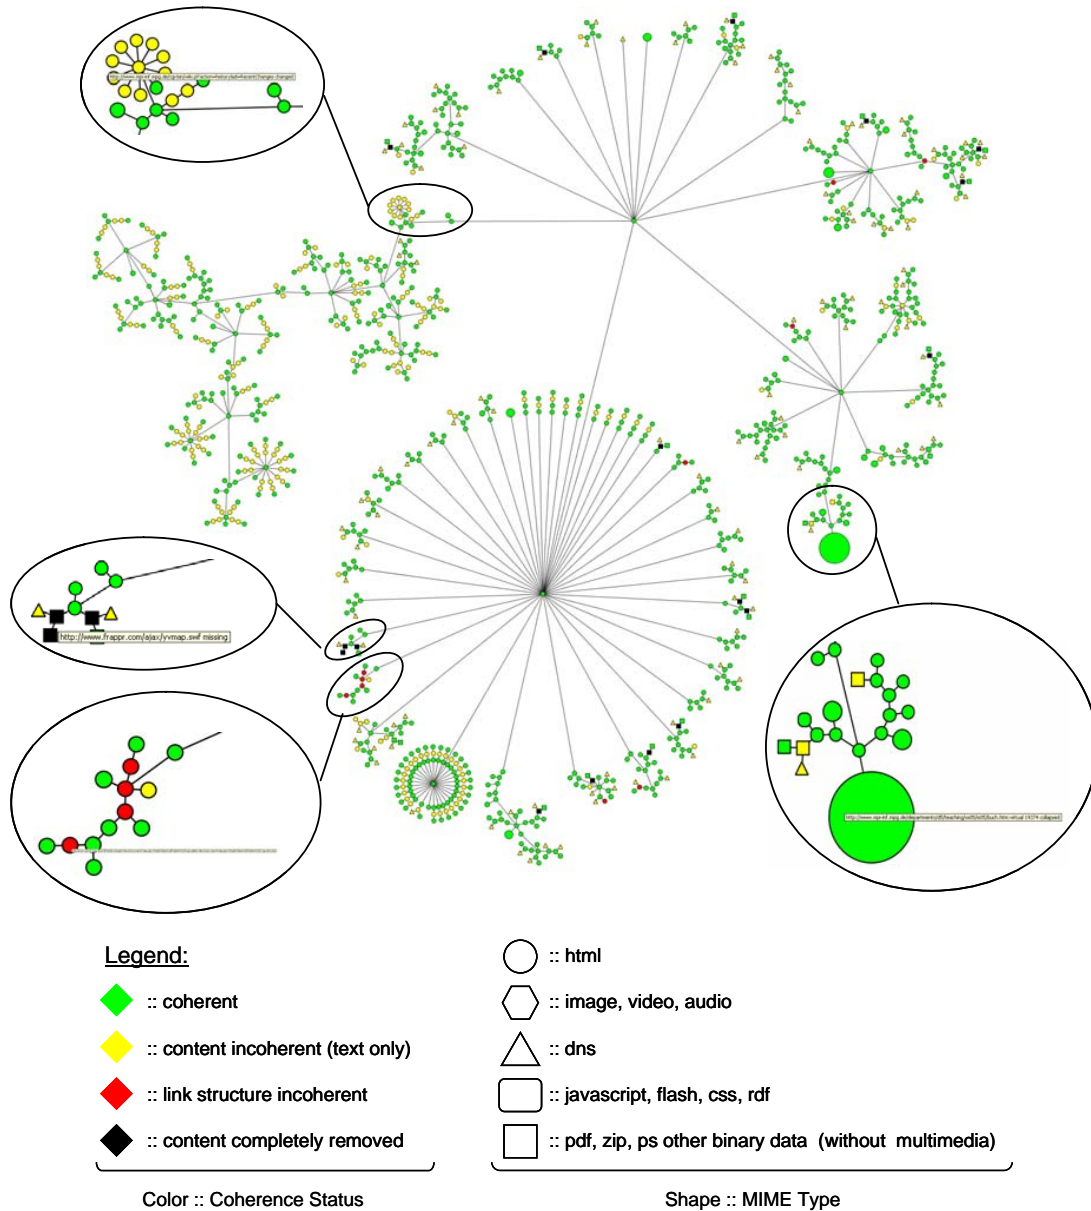 http://www.frappr.com/ajax/yvmap.swf missing
Legend:
:: coherent
:: content incoherent (text only)
:: link structure incoherent
:: content completely removed
Color :: Coherence Status
:: html
:: image, video, audio
:: dns
:: javascript, flash, css, rdf
:: pdf, zip, ps other binary data (without multimedia)
Shape :: MIME Type